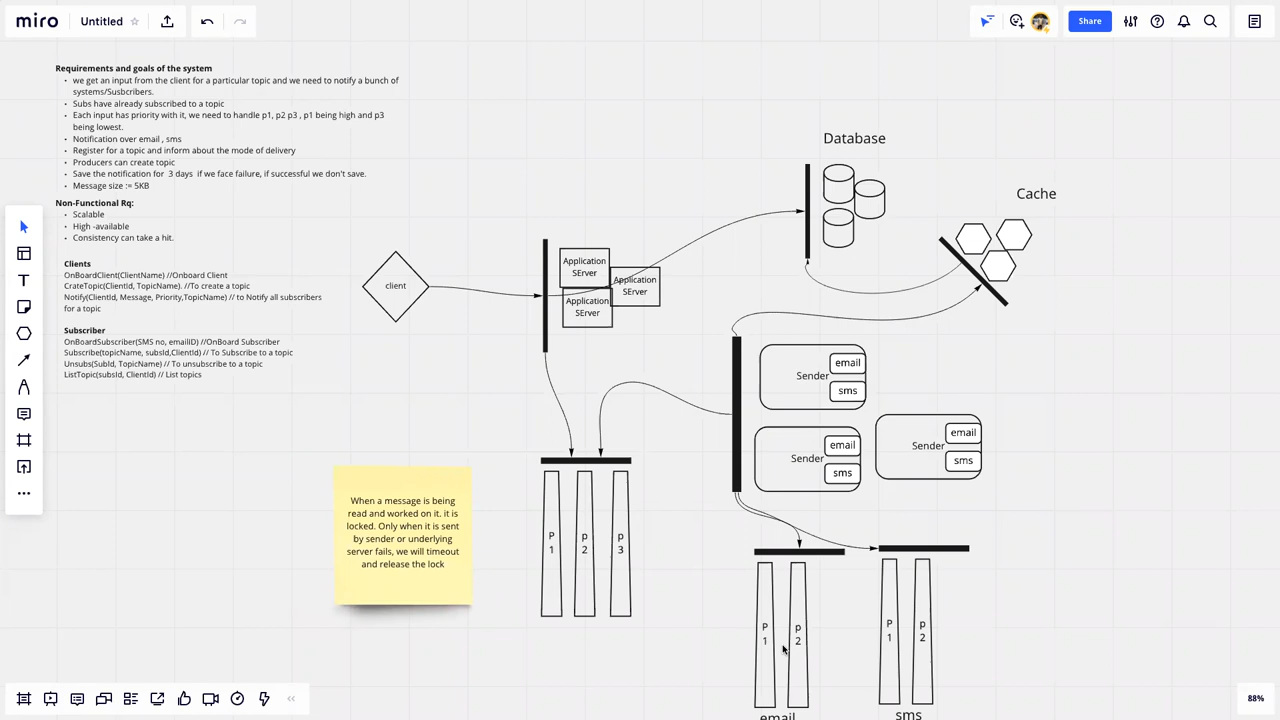 miro
Untitled
Share
Requirements and goals of the system
• we get an input from the client for a particular topic and we need to notify a bunch of
systems/Susbcribers.
• Subs have already subscribed to a topic
• Each input has priority with it, we need to handle p1, p2 p3 , p1 being high and p3
being lowest.
• Notification over email , sms
• Register for a topic and inform about the mode of delivery
• Producers can create topic
• Save the notification for 3 days if we face failure, if successful we don't save.
• Message size := 5KB
Non-Functional Rq:
• Scalable
• High -available
• Consistency can take a hit.
Clients
OnBoardClient(ClientName) //Onboard Client
CrateTopic(ClientId, TopicName). //To create a topic
Notify(ClientId, Message, Priority,TopicName) // to Notify all subscribers
for a topic
Subscriber
OnBoardSubscriber(SMS no, emailID) //OnBoard Subscriber
Subscribe(topicName, subsId,ClientId) // To Subscribe to a topic
Unsubs(SubId, TopicName) // To unsubscribe to a topic
ListTopic(subsId, ClientId) // List topics
client
Application
SErver
Application
SErver
Application
SErver
Database
Cache
Sender
email
sms
Sender
email
sms
Sender
email
sms
When a message is being
read and worked on it. it is
locked. Only when it is sent
by sender or underlying
server fails, we will timeout
and release the lock
P
1
p
2
p
3
P
1
p
2
email
P
1
p
2
sms
88%